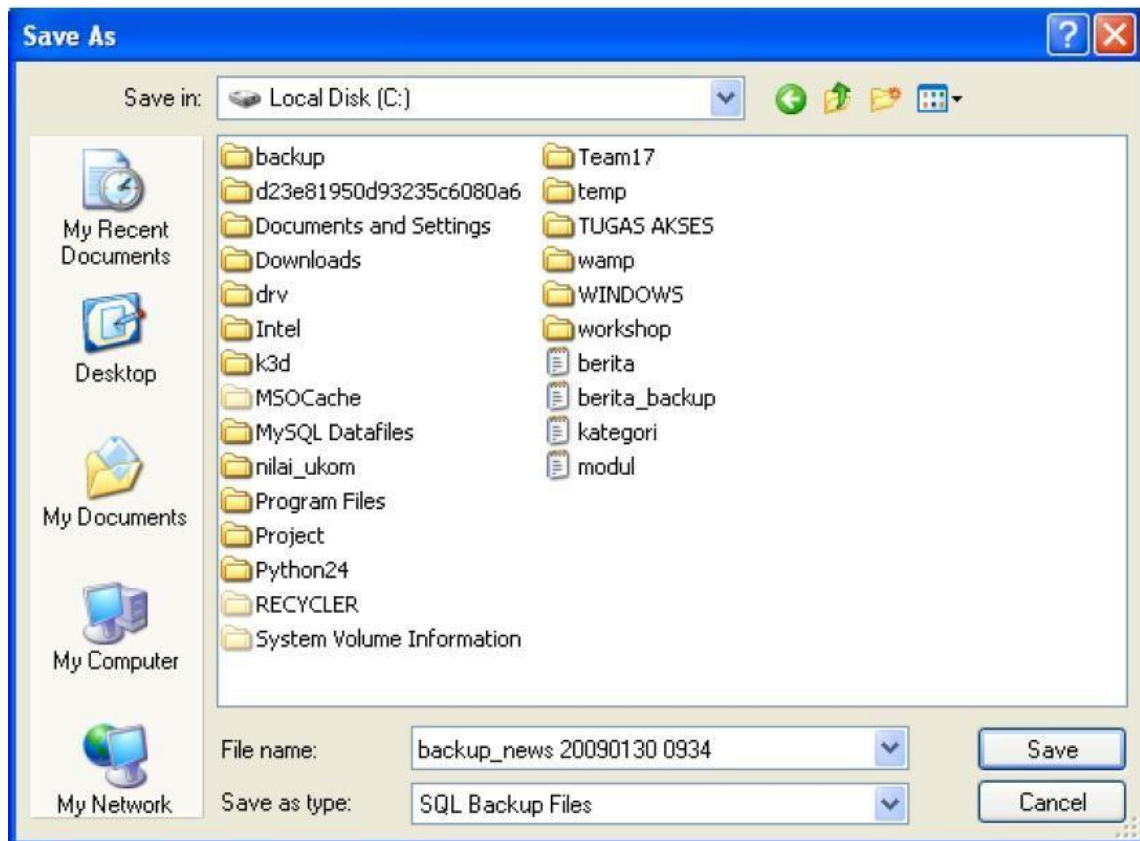 Save As
Save in:
Local Disk (C:)
My Recent
Documents
Desktop
My Documents
My Computer
My Network
backup
d23e81950d93235c6080a6
Documents and Settings
Downloads
drv
Intel
k3d
MSOCache
MySQL Datafiles
nilai_ukom
Program Files
Project
Python24
RECYCLER
System Volume Information
Team17
temp
TUGAS AKSES
wamp
WINDOWS
workshop
berita
berita_backup
kategori
modul
File name:
backup_news 20090130 0934
Save
Save as type:
SQL Backup Files
Cancel